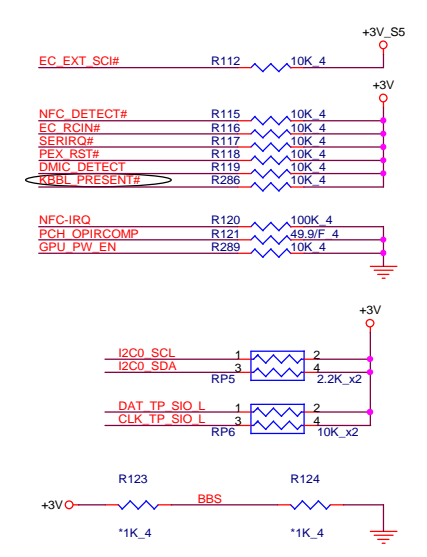 +3V_S5
EC_EXT_SCI# R112 10K_4
+3V
NFC_DETECT# R115 10K_4
EC_RCIN# R116 10K_4
SERIRQ# R117 10K_4
PEX_RST# R118 10K_4
DMIC_DETECT R119 10K_4
KBBL_PRESENT# R286 10K_4
NFC-IRQ R120 100K_4
PCH_OPIRCOMP R121 49.9/F_4
GPU_PW_EN R289 10K_4
+3V
I2C0_SCL 1 2
I2C0_SDA 3 4
RP5 2.2K_x2
DAT_TP_SIO_L 1 2
CLK_TP_SIO_L 3 4
RP6 10K_x2
R123 R124
+3V BBS
*1K_4 *1K_4